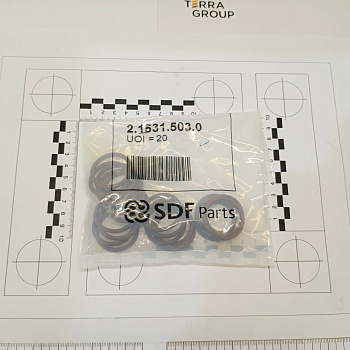 TERRA
GROUP
2.1531.503.0
UOI = 20
SDF Parts